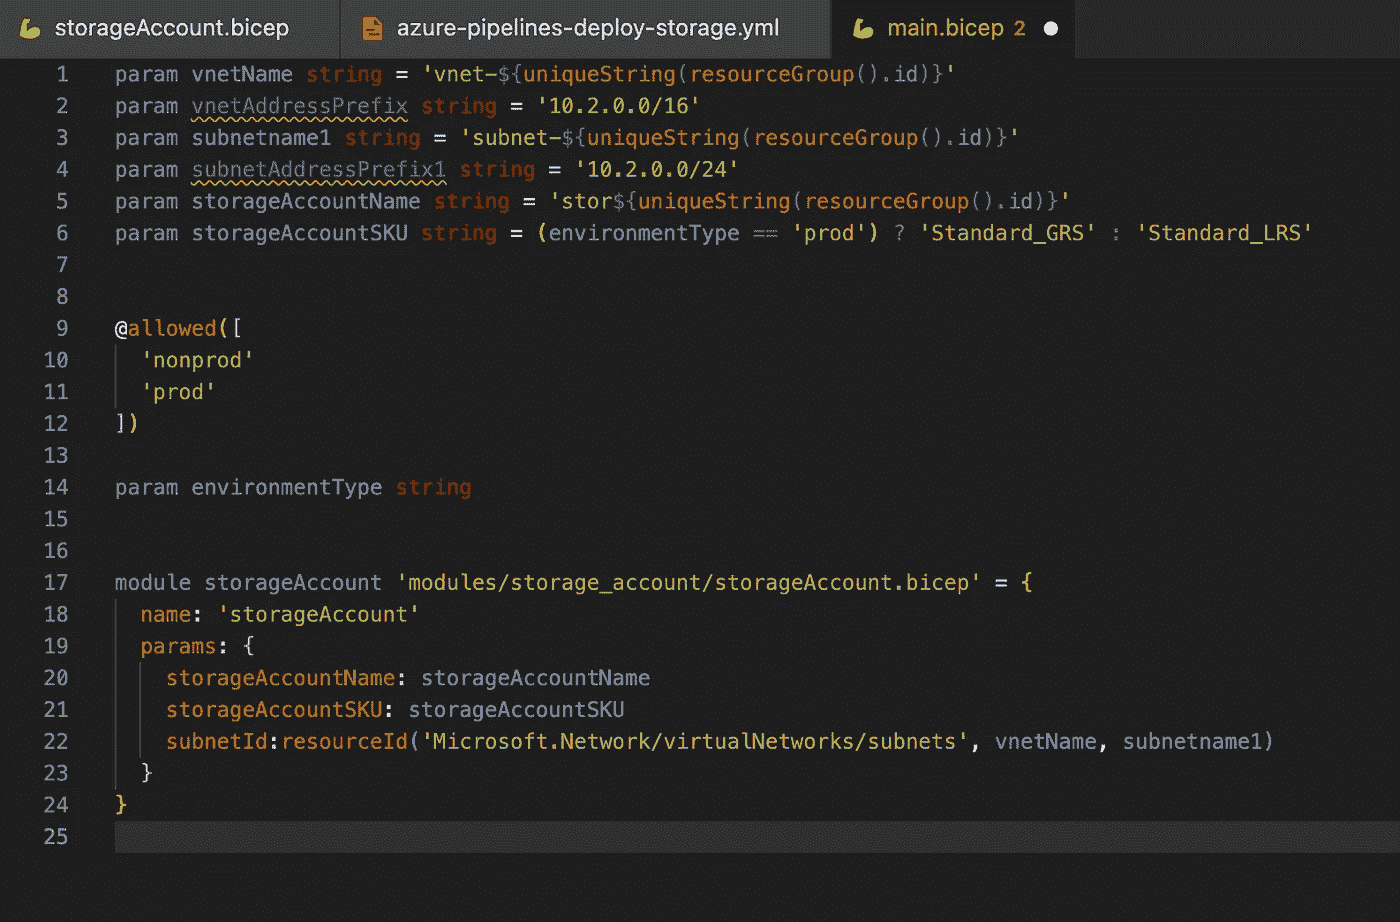 storageAccount.bicep azure-pipelines-deploy-storage.yml main.bicep 2
1 param vnetName string = 'vnet-${uniqueString(resourceGroup().id)}'
2 param vnetAddressPrefix string = '10.2.0.0/16'
3 param subnetname1 string = 'subnet-${uniqueString(resourceGroup().id)}'
4 param subnetAddressPrefix1 string = '10.2.0.0/24'
5 param storageAccountName string = 'stor${uniqueString(resourceGroup().id)}'
6 param storageAccountSKU string = (environmentType == 'prod') ? 'Standard_GRS' : 'Standard_LRS'
7
8
9 @allowed([
10 'nonprod'
11 'prod'
12 ])
13
14 param environmentType string
15
16
17 module storageAccount 'modules/storage_account/storageAccount.bicep' = {
18 name: 'storageAccount'
19 params: {
20 storageAccountName: storageAccountName
21 storageAccountSKU: storageAccountSKU
22 subnetId:resourceId('Microsoft.Network/virtualNetworks/subnets', vnetName, subnetname1)
23 }
24 }
25